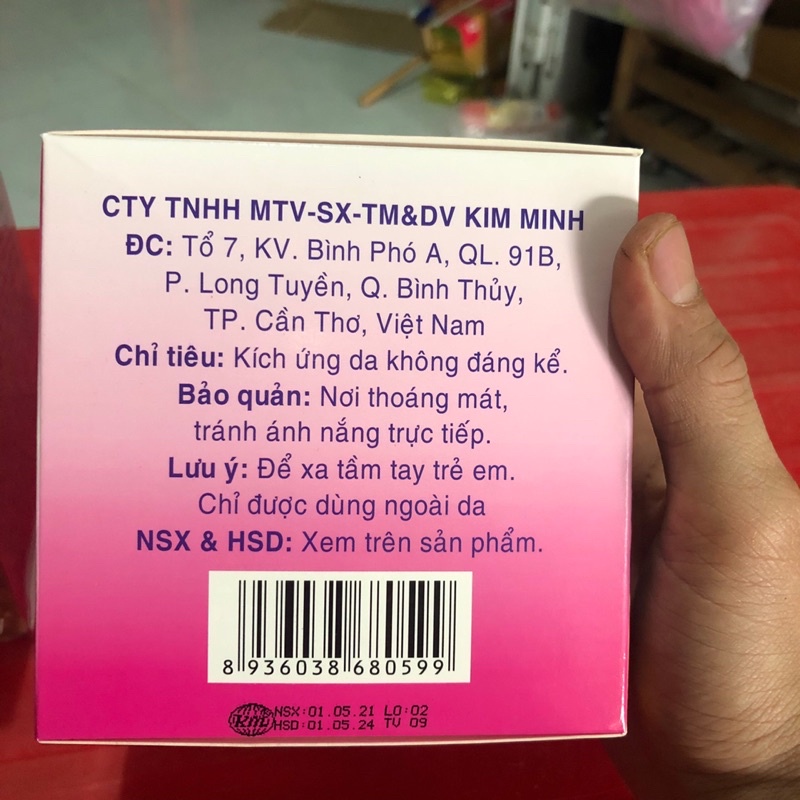 CTY TNHH MTV-SX-TM&DV KIM MINH
ĐC: Tổ 7, KV. Bình Phó A, QL. 91B,
P. Long Tuyền, Q. Bình Thủy,
TP. Cần Thơ, Việt Nam
Chỉ tiêu: Kích ứng da không đáng kể.
Bảo quản: Nơi thoáng mát,
tránh ánh nắng trực tiếp.
Lưu ý: Để xa tầm tay trẻ em.
Chỉ được dùng ngoài da
NSX & HSD: Xem trên sản phẩm.
8 936038 680599
km
NSX:01.05.21 LO:02
HSD:01.05.24 TV 09